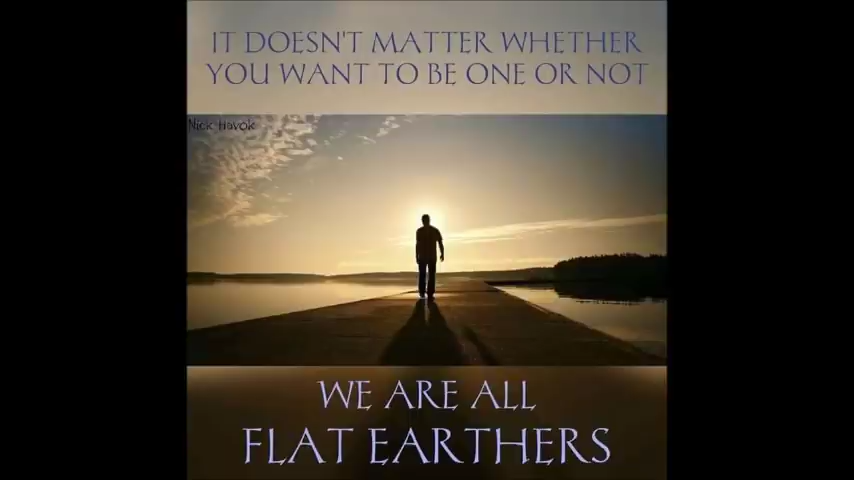 IT DOESN'T MATTER WHETHER
YOU WANT TO BE ONE OR NOT
Nick Havok
WE ARE ALL
FLAT EARTHERS